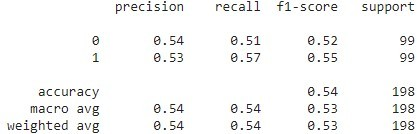 precision recall f1-score support
0 0.54 0.51 0.52 99
1 0.53 0.57 0.55 99
accuracy 0.54 198
macro avg 0.54 0.54 0.53 198
weighted avg 0.54 0.54 0.53 198